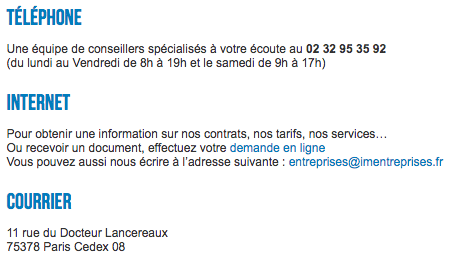 TÉLÉPHONE
Une équipe de conseillers spécialisés à votre écoute au 02 32 95 35 92
(du lundi au Vendredi de 8h à 19h et le samedi de 9h à 17h)
INTERNET
Pour obtenir une information sur nos contrats, nos tarifs, nos services…
Ou recevoir un document, effectuez votre demande en ligne
Vous pouvez aussi nous écrire à l'adresse suivante : entreprises@imentreprises.fr
COURRIER
11 rue du Docteur Lancereaux
75378 Paris Cedex 08